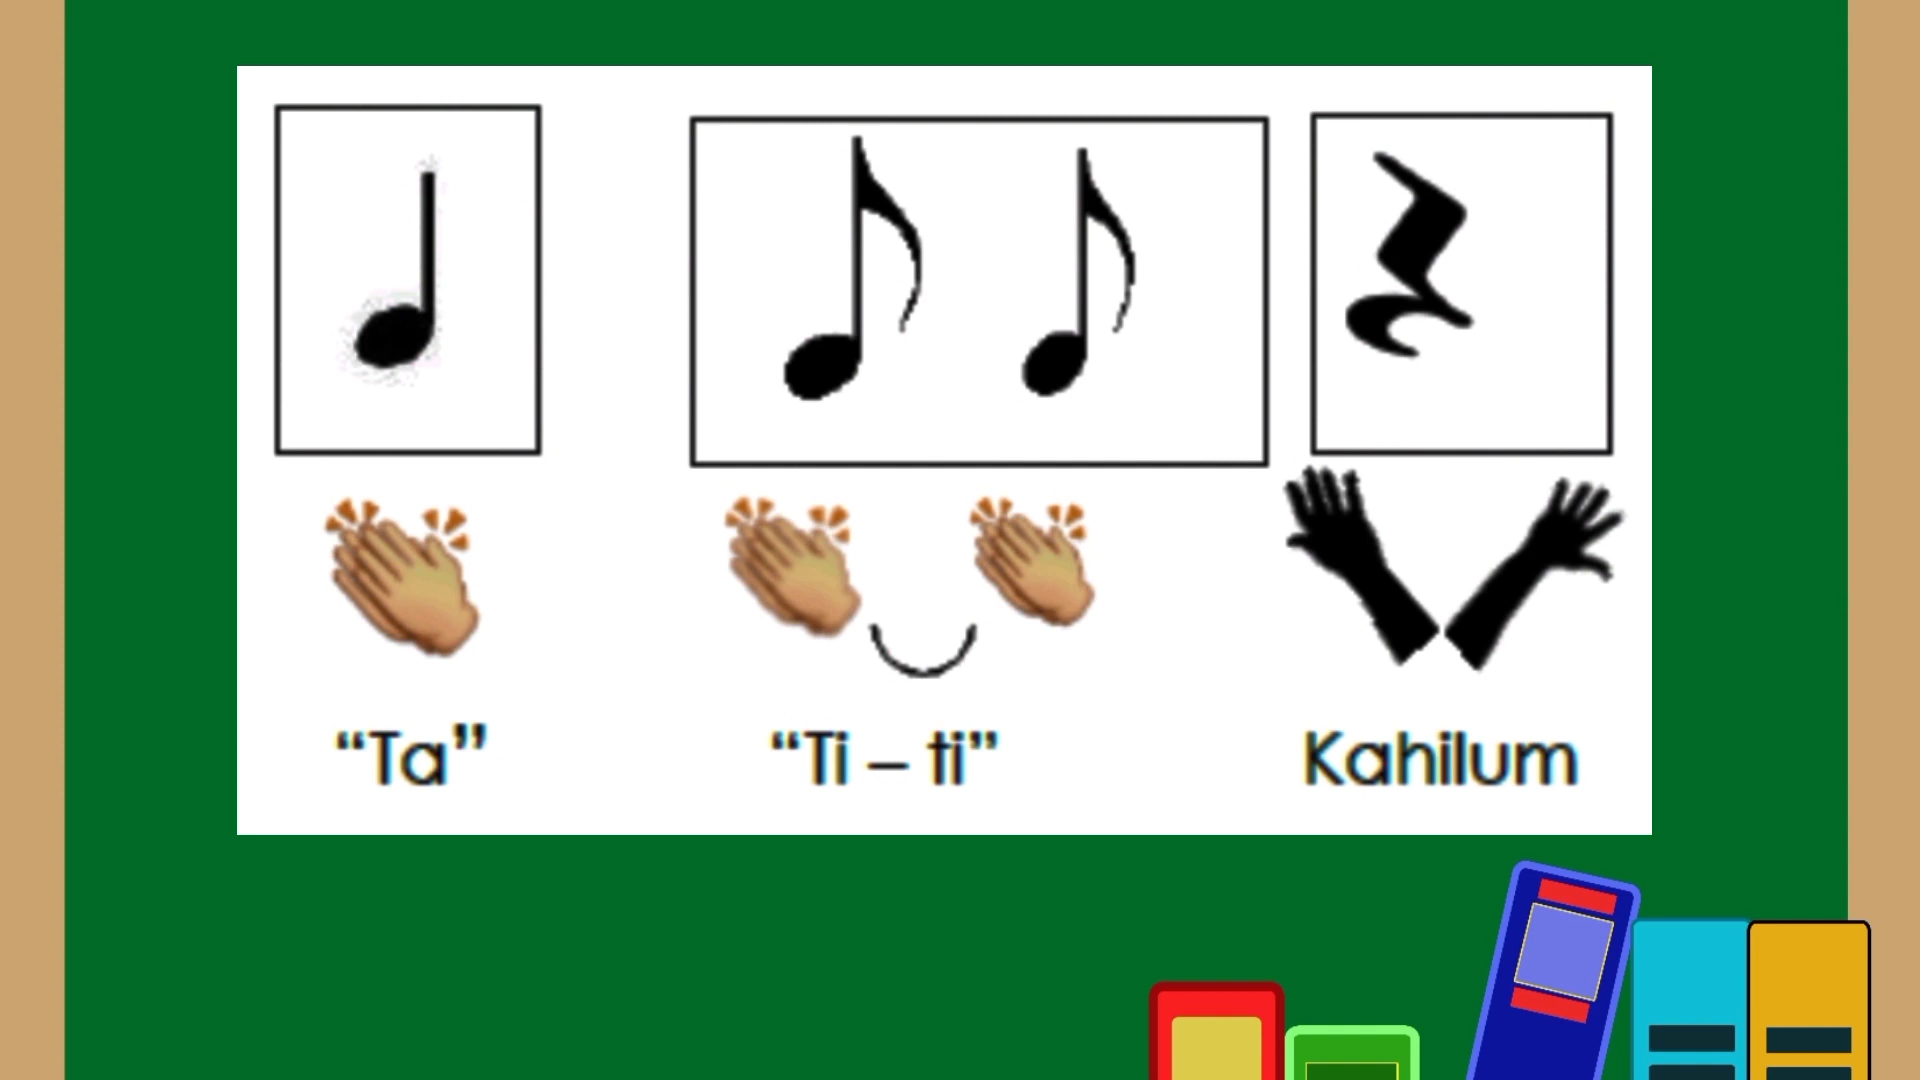 “Ta”
“Ti – ti”
Kahilum